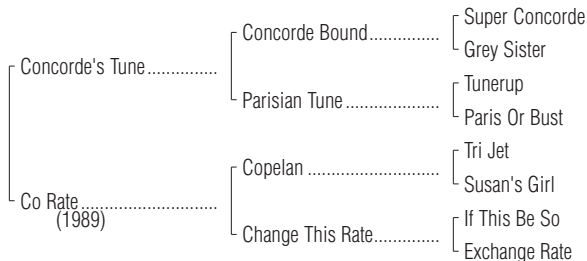 Super Concorde
Concorde Bound...............
Grey Sister
Concorde's Tune...............
Tunerup
Parisian Tune....................
Paris Or Bust
Tri Jet
Copelan............................
Susan's Girl
Co Rate.............................
(1989)
If This Be So
Change This Rate..............
Exchange Rate